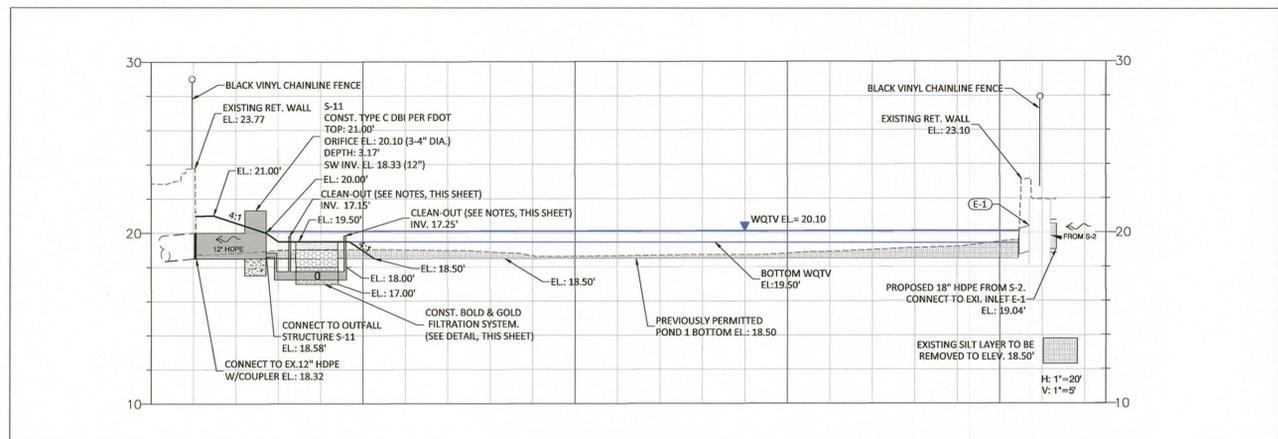 30
30
BLACK VINYL CHAINLINE FENCE
BLACK VINYL CHAINLINE FENCE
EXISTING RET. WALL
EL.: 23.77
S-11
CONST. TYPE C DBI PER FDOT
TOP: 21.00'
ORIFICE EL.: 20.10 (3-4" DIA.)
DEPTH: 3.17'
SW INV. EL. 18.33 (12")
EXISTING RET. WALL
EL.: 23.10
EL.: 21.00'
EL.: 20.00'
CLEAN-OUT (SEE NOTES, THIS SHEET)
INV. 17.15'
EL.: 19.50'
CLEAN-OUT (SEE NOTES, THIS SHEET)
INV. 17.25'
4:1
4:1
E-1
WQTV EL.= 20.10
20
20
FROM S-2
12" HDPE
EL.: 18.50'
EL.: 18.00'
EL.: 17.00'
EL.: 18.50'
BOTTOM WQTV
EL:19.50'
PROPOSED 18" HDPE FROM S-2.
CONNECT TO EXI. INLET E-1
EL.: 19.04'
CONST. BOLD & GOLD
FILTRATION SYSTEM.
(SEE DETAIL, THIS SHEET)
PREVIOUSLY PERMITTED
POND 1 BOTTOM EL.: 18.50
CONNECT TO OUTFALL
STRUCTURE S-11
EL.: 18.58'
CONNECT TO EX.12" HDPE
W/COUPLER EL.: 18.32
EXISTING SILT LAYER TO BE
REMOVED TO ELEV. 18.50'
H: 1"=20'
V: 1"=5'
10
10